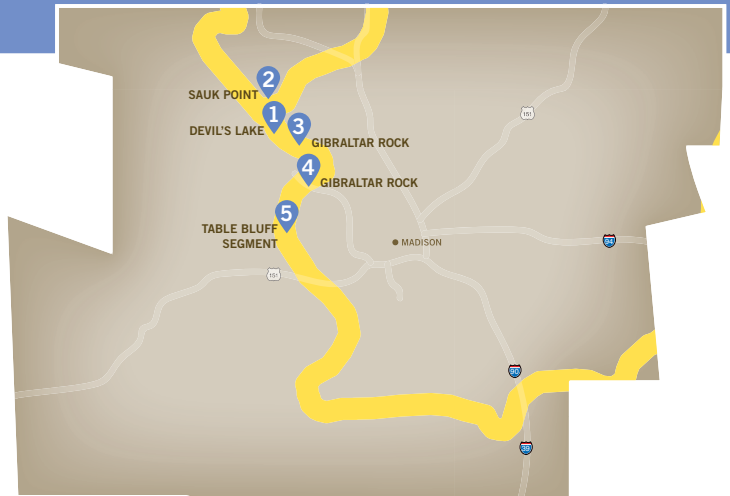 2
SAUK POINT
1
DEVIL'S LAKE
3
GIBRALTAR ROCK
4
GIBRALTAR ROCK
5
TABLE BLUFF
SEGMENT
MADISON
151
151
94
90
39